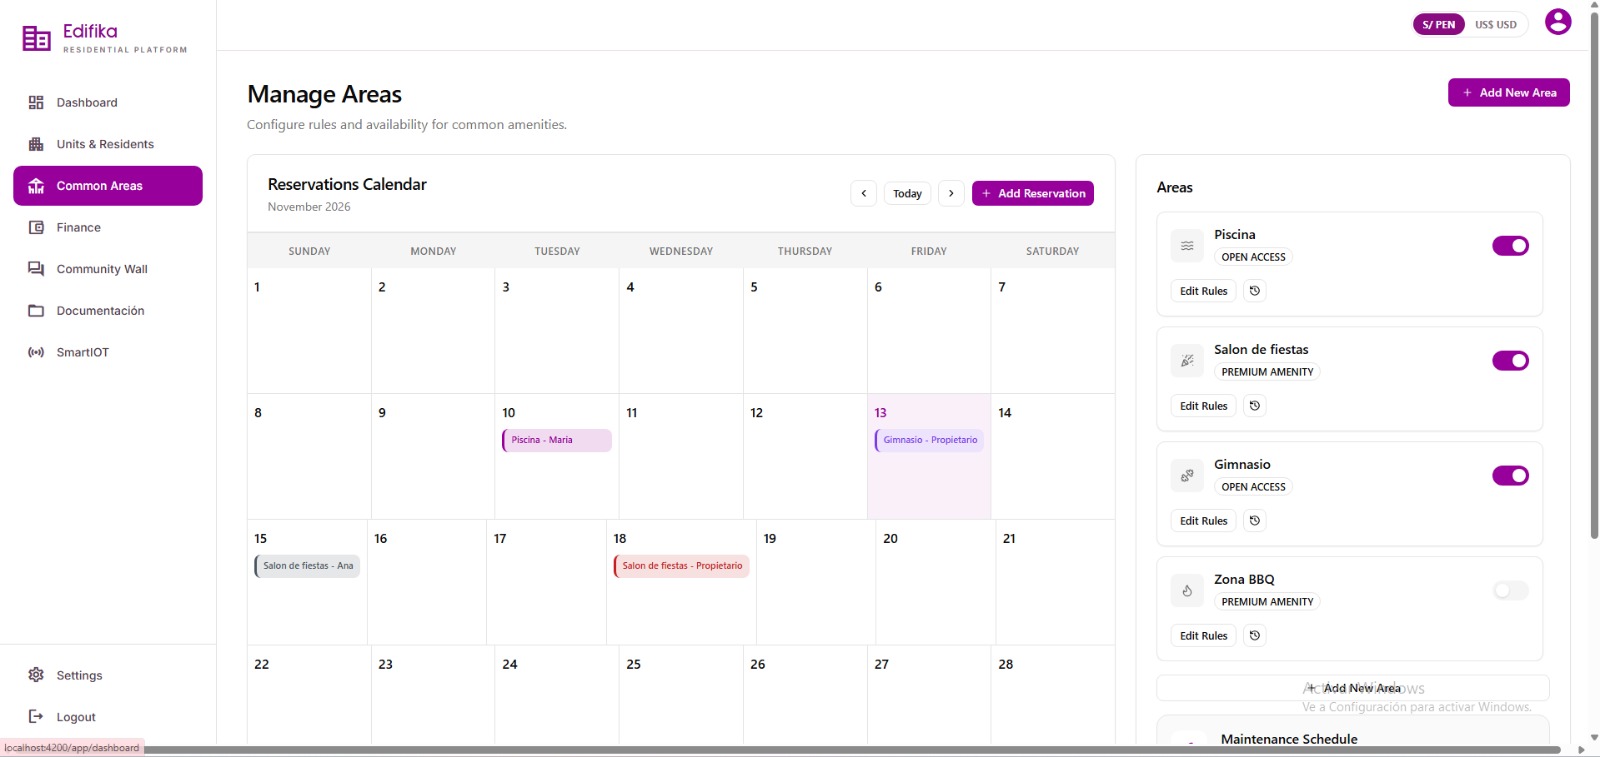 Edifika
RESIDENTIAL PLATFORM
S/ PEN
US$ USD
Dashboard
Units & Residents
Common Areas
Finance
Community Wall
Documentación
SmartIOT
Settings
Logout
localhost:4200/app/dashboard
Manage Areas
Configure rules and availability for common amenities.
+ Add New Area
Reservations Calendar
November 2026
Today
+ Add Reservation
SUNDAY MONDAY TUESDAY WEDNESDAY THURSDAY FRIDAY SATURDAY
1 2 3 4 5 6 7
8 9 10 11 12 13 14
Piscina - Maria
Gimnasio - Propietario
15 16 17 18 19 20 21
Salon de fiestas - Ana
Salon de fiestas - Propietario
22 23 24 25 26 27 28
Areas
Piscina
OPEN ACCESS
Edit Rules
Salon de fiestas
PREMIUM AMENITY
Edit Rules
Gimnasio
OPEN ACCESS
Edit Rules
Zona BBQ
PREMIUM AMENITY
Edit Rules
+ Add New Area
Activar Windows
Ve a Configuración para activar Windows.
Maintenance Schedule